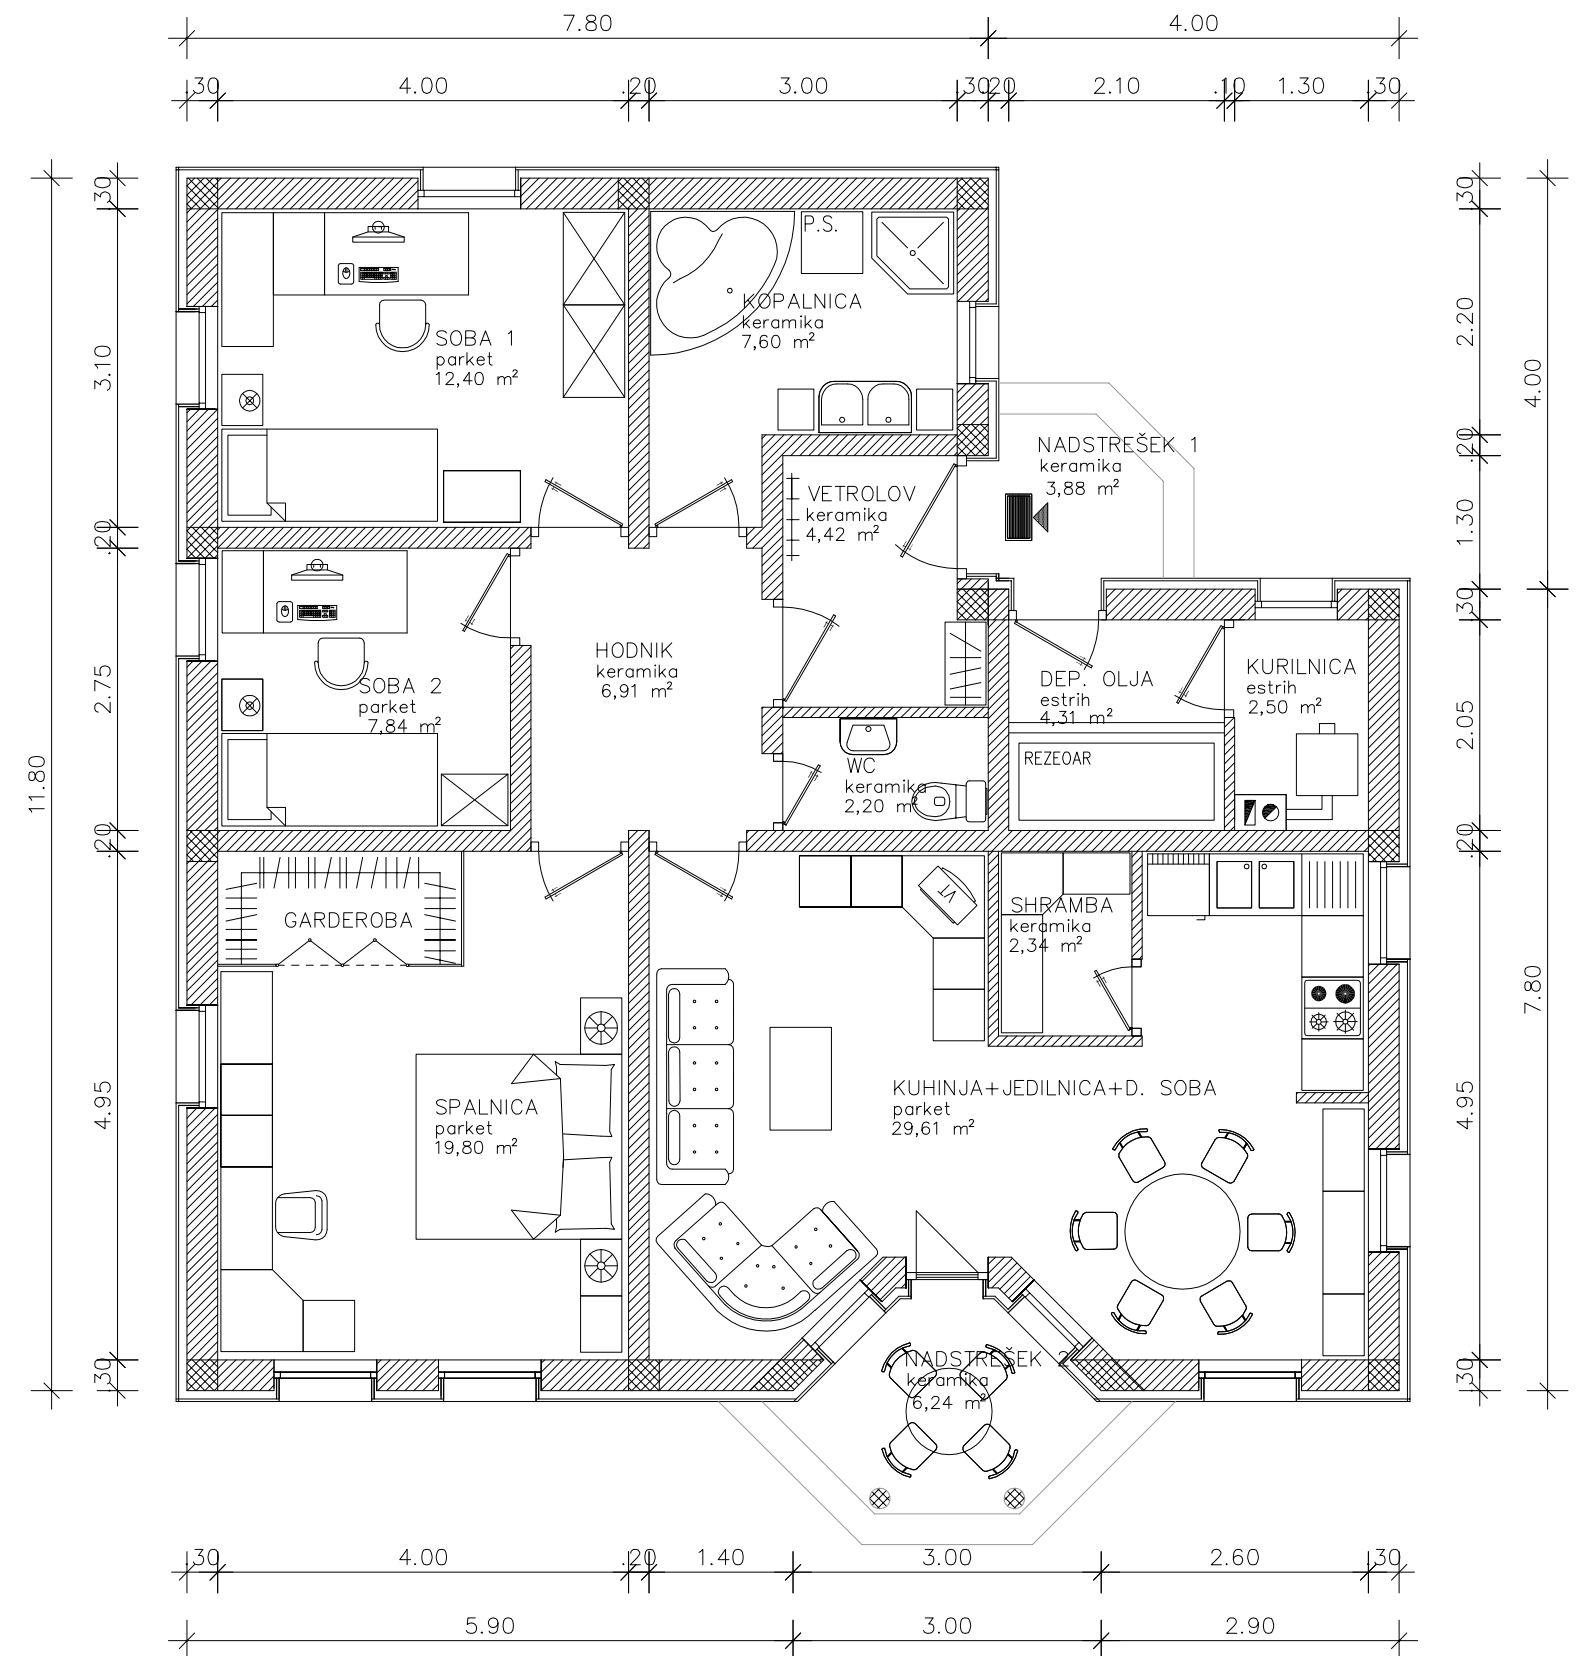 7.80
4.00
.30
4.00
.20
3.00
.30
.20
2.10
.10
1.30
.30
.30
3.10
.20
2.75
.20
4.95
.30
11.80
.30
2.20
.20
1.30
.30
2.05
.20
4.95
.30
4.00
7.80
P.S.
SOBA 1
parket
12,40 m²
KOPALNICA
keramika
7,60 m²
NADSTREŠEK 1
keramika
3,88 m²
VETROLOV
keramika
4,42 m²
HODNIK
keramika
6,91 m²
SOBA 2
parket
7,84 m²
DEP. OLJA
estrih
4,31 m²
KURILNICA
estrih
2,50 m²
REZEOAR
WC
keramika
2,20 m²
GARDEROBA
VT
SHRAMBA
keramika
2,34 m²
SPALNICA
parket
19,80 m²
KUHINJA+JEDILNICA+D. SOBA
parket
29,61 m²
NADSTREŠEK 2
keramika
6,24 m²
.30
4.00
.20
1.40
3.00
2.60
.30
5.90
3.00
2.90